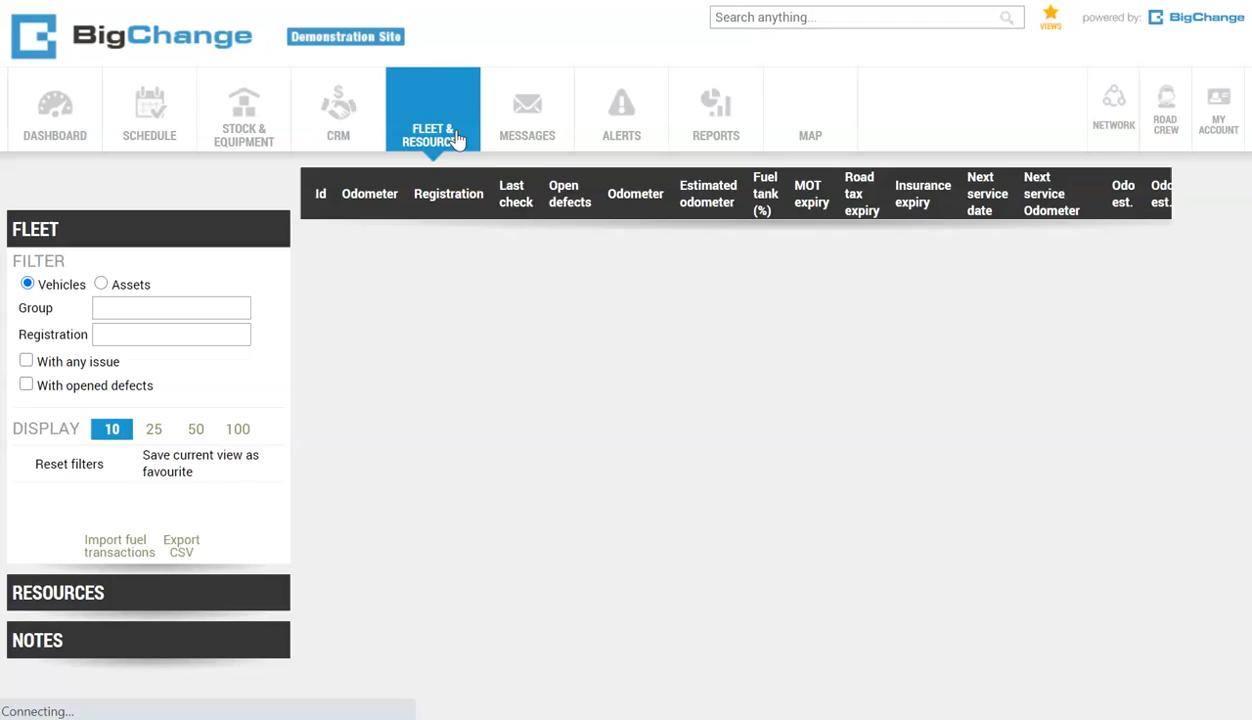 BigChange
Demonstration Site
Search anything...
VIEWS
powered by: BigChange
DASHBOARD
SCHEDULE
STOCK &
EQUIPMENT
CRM
FLEET &
MESSAGES
ALERTS
REPORTS
MAP
NETWORK
ROAD
CREW
MY
ACCOUNT
Id
Odometer
Registration
Last
check
Open
defects
Odometer
Estimated
odometer
Fuel
tank
(%)
MOT
expiry
Road
tax
expiry
Insurance
expiry
Next
service
date
Next
service
Odometer
Odo
est.
est.
FLEET
FILTER
Vehicles
Assets
Group
Registration
With any issue
With opened defects
DISPLAY 10 25 50 100
Reset filters
Save current view as
favourite
Import fuel
transactions
Export
CSV
RESOURCES
NOTES
Connecting...